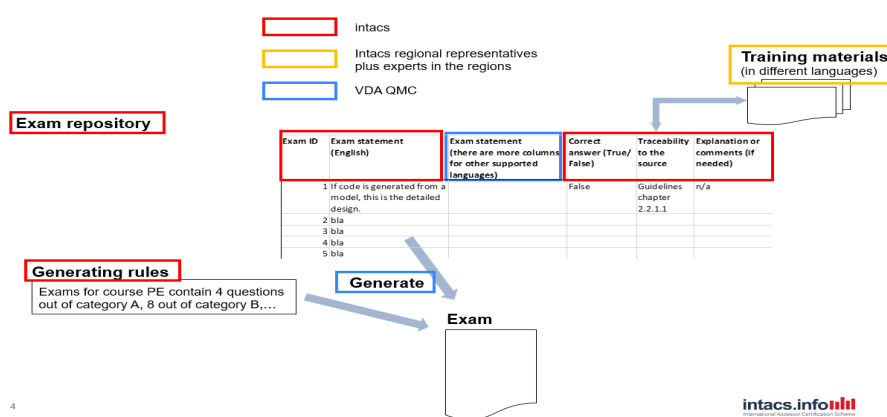 intacs
Intacs regional representatives
plus experts in the regions
VDA QMC
Training materials
(in different languages)
Exam repository
Exam ID Exam statement (English) Exam statement (there are more columns for other supported languages) Correct answer (True/ False) Traceability to the source Explanation or comments (if needed)
1 If code is generated from a model, this is the detailed design. False Guidelines chapter 2.2.1.1 n/a
2 bla
3 bla
4 bla
5 bla
Generating rules
Exams for course PE contain 4 questions
out of category A, 8 out of category B,…
Generate
Exam
4
intacs.info
International Assessor Certification Scheme